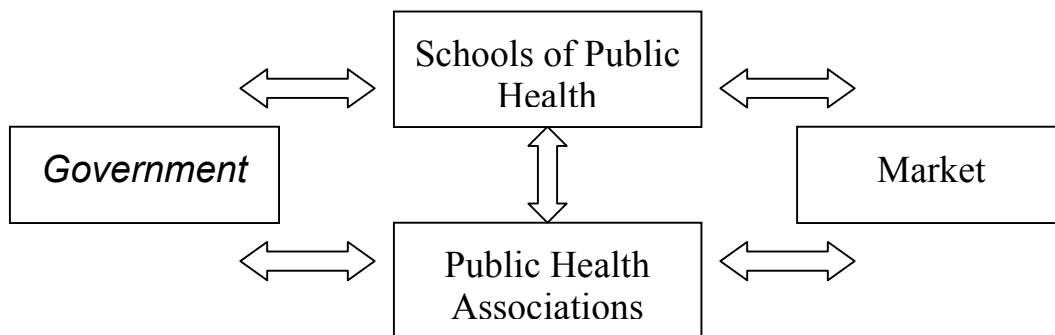 Schools of Public
Health
Government
Market
Public Health
Associations